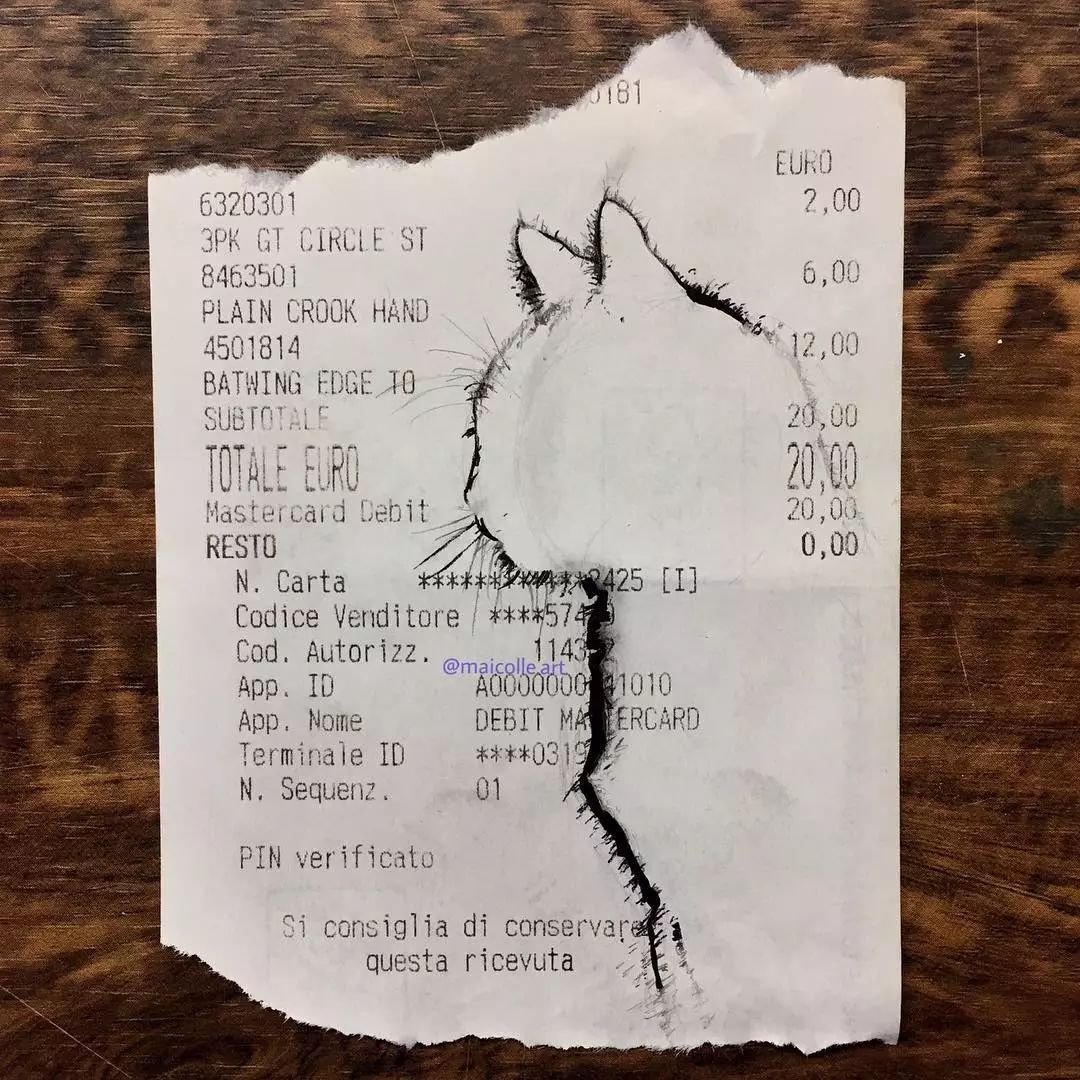 181
EURO
6320301 2,00
3PK GT CIRCLE ST
8463501 6,00
PLAIN CROOK HAND
4501814 12,00
BATWING EDGE TO
SUBTOTALE 20,00
TOTALE EURO 20,00
Mastercard Debit 20,00
RESTO 0,00
N. Carta [I]
Codice Venditore
Cod. Autorizz.
@maicolle.art
App. ID
App. Nome DEBIT
Terminale ID
N. Sequenz. 01
PIN verificato
Si consiglia di conservare
questa ricevuta